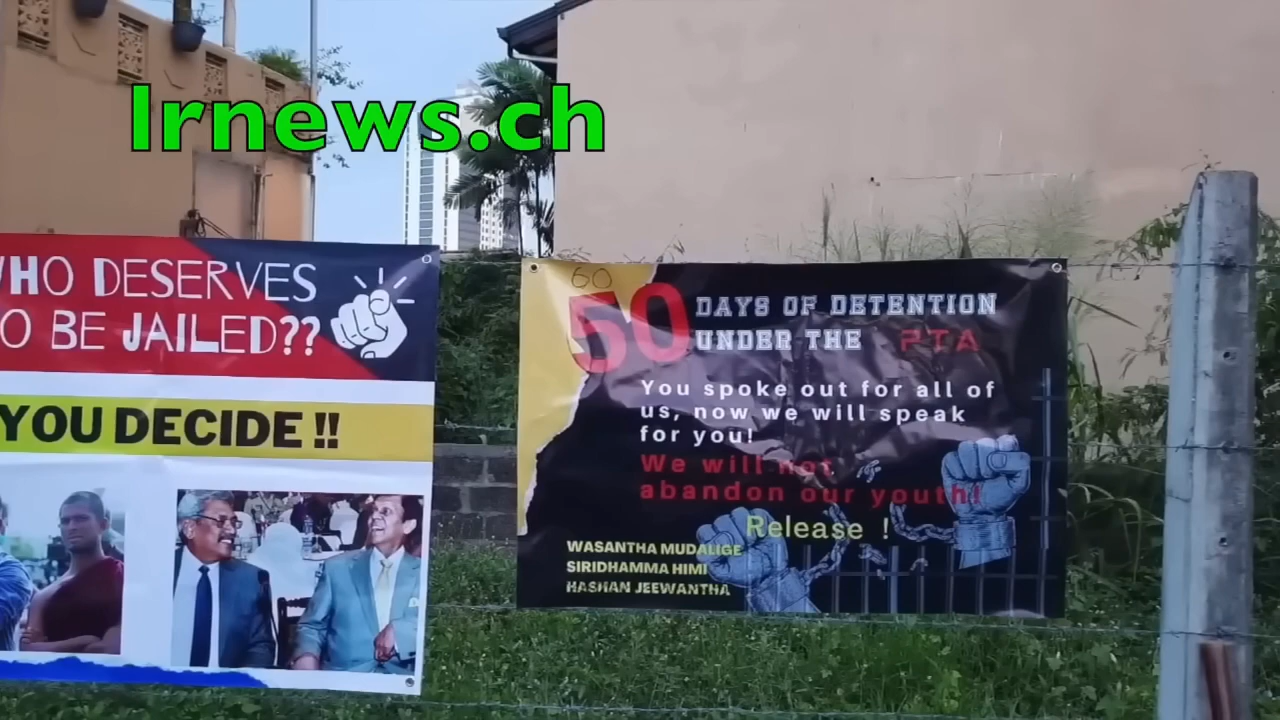 lrnews.ch
WHO DESERVES
TO BE JAILED??
YOU DECIDE !!
60
50 DAYS OF DETENTION
UNDER THE PTA
You spoke out for all of
us, now we will speak
for you!
We will not
abandon our youth!
Release !
WASANTHA MUDALIGE
SIRIDHAMMA HIMI
HASHAN JEEWANTHA